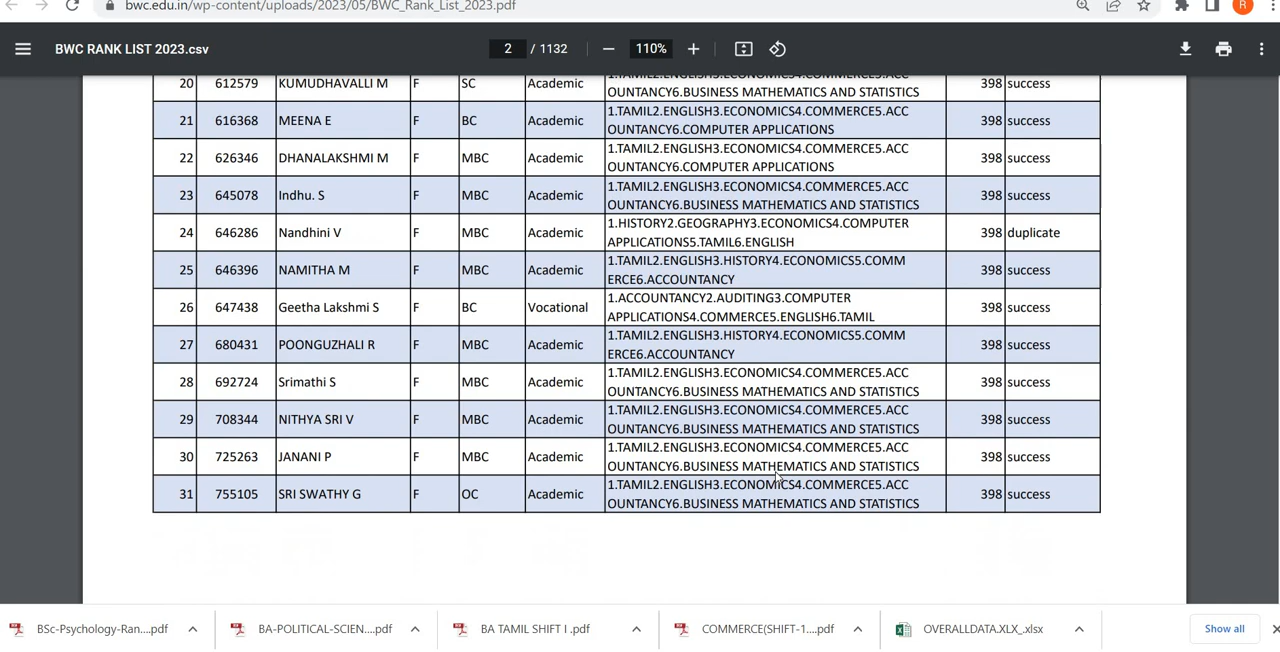 bwc.edu.in/wp-content/uploads/2023/05/BWC_Rank_List_2023.pdf
R
BWC RANK LIST 2023.csv
2 / 1132
110%
20 612579 KUMUDHAVALLI M F SC Academic 1.TAMIL2.ENGLISH3.ECONOMICS4.COMMERCE5.ACC
OUNTANCY6.BUSINESS MATHEMATICS AND STATISTICS 398 success
21 616368 MEENA E F BC Academic 1.TAMIL2.ENGLISH3.ECONOMICS4.COMMERCE5.ACC
OUNTANCY6.COMPUTER APPLICATIONS 398 success
22 626346 DHANALAKSHMI M F MBC Academic 1.TAMIL2.ENGLISH3.ECONOMICS4.COMMERCE5.ACC
OUNTANCY6.COMPUTER APPLICATIONS 398 success
23 645078 Indhu. S F MBC Academic 1.TAMIL2.ENGLISH3.ECONOMICS4.COMMERCE5.ACC
OUNTANCY6.BUSINESS MATHEMATICS AND STATISTICS 398 success
24 646286 Nandhini V F MBC Academic 1.HISTORY2.GEOGRAPHY3.ECONOMICS4.COMPUTER
APPLICATIONS5.TAMIL6.ENGLISH 398 duplicate
25 646396 NAMITHA M F MBC Academic 1.TAMIL2.ENGLISH3.HISTORY4.ECONOMICS5.COMM
ERCE6.ACCOUNTANCY 398 success
26 647438 Geetha Lakshmi S F BC Vocational 1.ACCOUNTANCY2.AUDITING3.COMPUTER
APPLICATIONS4.COMMERCE5.ENGLISH6.TAMIL 398 success
27 680431 POONGUZHALI R F MBC Academic 1.TAMIL2.ENGLISH3.HISTORY4.ECONOMICS5.COMM
ERCE6.ACCOUNTANCY 398 success
28 692724 Srimathi S F MBC Academic 1.TAMIL2.ENGLISH3.ECONOMICS4.COMMERCE5.ACC
OUNTANCY6.BUSINESS MATHEMATICS AND STATISTICS 398 success
29 708344 NITHYA SRI V F MBC Academic 1.TAMIL2.ENGLISH3.ECONOMICS4.COMMERCE5.ACC
OUNTANCY6.BUSINESS MATHEMATICS AND STATISTICS 398 success
30 725263 JANANI P F MBC Academic 1.TAMIL2.ENGLISH3.ECONOMICS4.COMMERCE5.ACC
OUNTANCY6.BUSINESS MATHEMATICS AND STATISTICS 398 success
31 755105 SRI SWATHY G F OC Academic 1.TAMIL2.ENGLISH3.ECONOMICS4.COMMERCE5.ACC
OUNTANCY6.BUSINESS MATHEMATICS AND STATISTICS 398 success
BSc-Psychology-Ran....pdf BA-POLITICAL-SCIEN....pdf BA TAMIL SHIFT I .pdf COMMERCE(SHIFT-1....pdf OVERALLDATA.XLX_.xlsx Show all